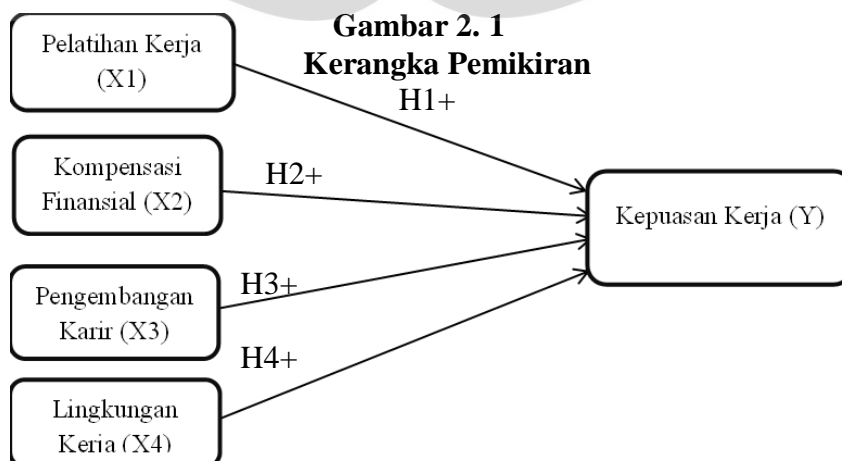 Gambar 2. 1
Kerangka Pemikiran
Pelatihan Kerja
(X1)
H1+
Kompensasi
Finansial (X2)
H2+
Kepuasan Kerja (Y)
Pengembangan
Karir (X3)
H3+
H4+
Lingkungan
Kerja (X4)